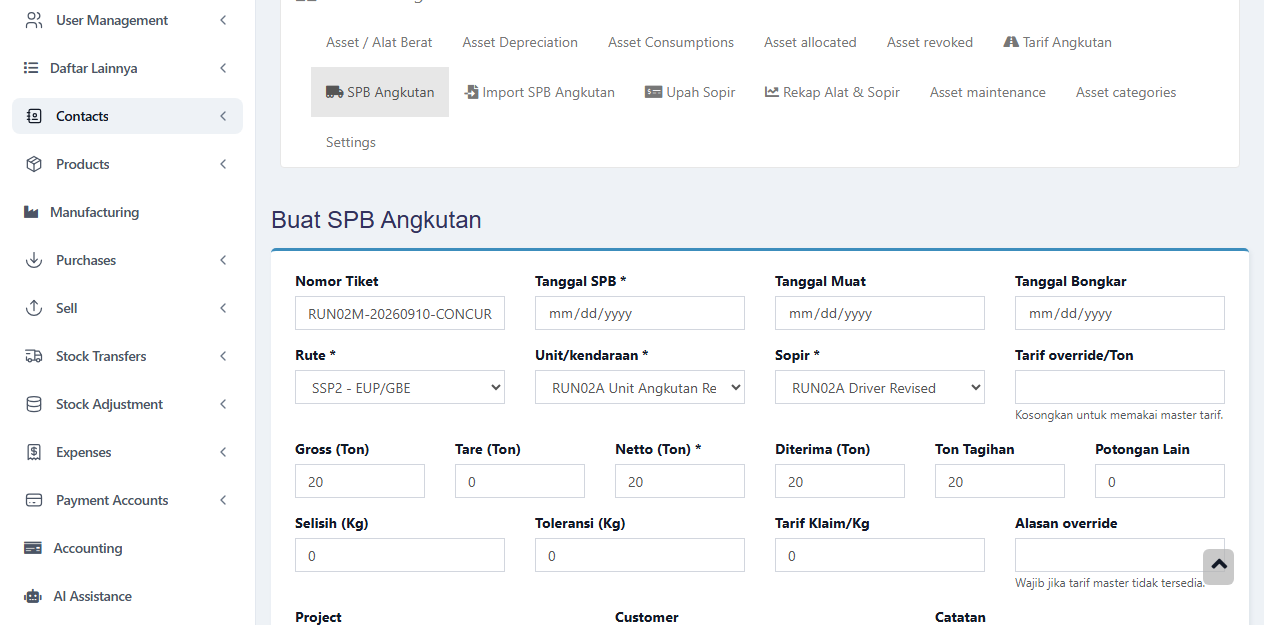 User Management
Daftar Lainnya
Contacts
Products
Manufacturing
Purchases
Sell
Stock Transfers
Stock Adjustment
Expenses
Payment Accounts
Accounting
AI Assistance
Asset / Alat Berat Asset Depreciation Asset Consumptions Asset allocated Asset revoked Tarif Angkutan
SPB Angkutan Import SPB Angkutan Upah Sopir Rekap Alat & Sopir Asset maintenance Asset categories
Settings
Buat SPB Angkutan
Nomor Tiket Tanggal SPB * Tanggal Muat Tanggal Bongkar
RUN02M-20260910-CONCUR mm/dd/yyyy mm/dd/yyyy mm/dd/yyyy
Rute * Unit/kendaraan * Sopir * Tarif override/Ton
SSP2 - EUP/GBE RUN02A Unit Angkutan Re RUN02A Driver Revised
Kosongkan untuk memakai master tarif.
Gross (Ton) Tare (Ton) Netto (Ton) * Diterima (Ton) Ton Tagihan Potongan Lain
20 0 20 20 20 0
Selisih (Kg) Toleransi (Kg) Tarif Klaim/Kg Alasan override
0 0 0
Wajib jika tarif master tidak tersedia.
Project Customer Catatan